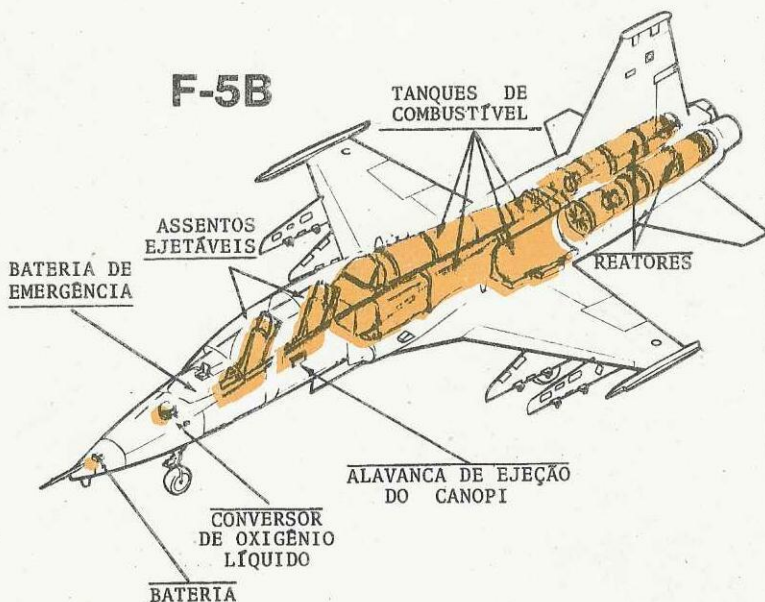 F-5B
TANQUES DE
COMBUSTÍVEL
ASSENTOS
EJETÁVEIS
BATERIA DE
EMERGÊNCIA
REATORES
ALAVANCA DE EJEÇÃO
DO CANOPI
CONVERSOR
DE OXIGÊNIO
LÍQUIDO
BATERIA